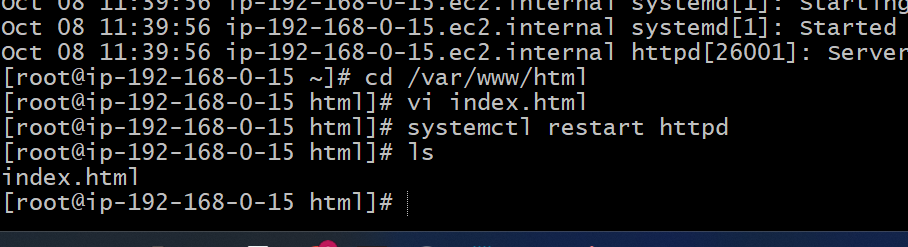 Oct 08 11:39:56 ip-192-168-0-15.ec2.internal systemd[1]: Starting
Oct 08 11:39:56 ip-192-168-0-15.ec2.internal systemd[1]: Started
Oct 08 11:39:56 ip-192-168-0-15.ec2.internal httpd[26001]: Server
[root@ip-192-168-0-15 ~]# cd /var/www/html
[root@ip-192-168-0-15 html]# vi index.html
[root@ip-192-168-0-15 html]# systemctl restart httpd
[root@ip-192-168-0-15 html]# ls
index.html
[root@ip-192-168-0-15 html]#